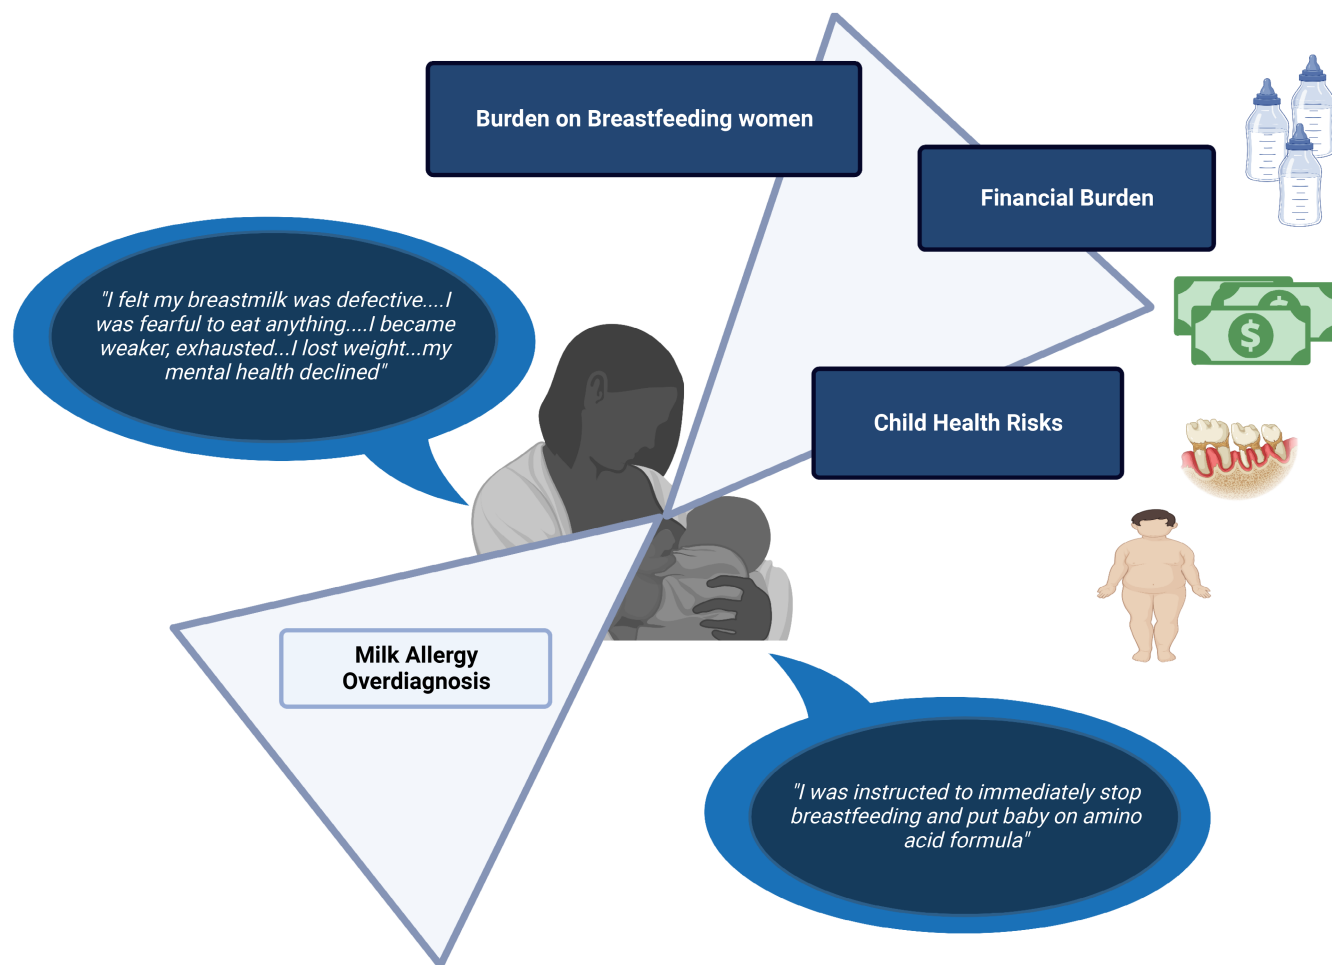 Burden on Breastfeeding women
Financial Burden
"I felt my breastmilk was defective....I
was fearful to eat anything....I became
weaker, exhausted...I lost weight...my
mental health declined"
$
$
Child Health Risks
Milk Allergy
Overdiagnosis
"I was instructed to immediately stop
breastfeeding and put baby on amino
acid formula"